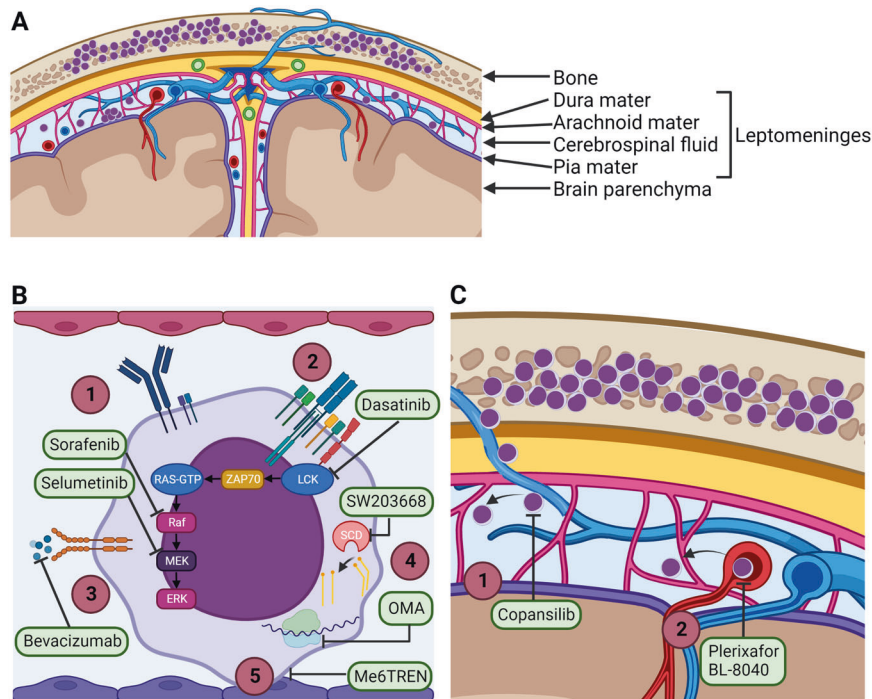 A
Bone
Dura mater
Arachnoid mater
Cerebrospinal fluid
Pia mater
Brain parenchyma
Leptomeninges
B
1
2
Dasatinib
Sorafenib
Selumetinib
RAS-GTP
ZAP70
LCK
SW203668
Raf
SCD
MEK
4
3
ERK
OMA
Bevacizumab
5
Me6TREN
C
1
Copansilib
2
Plerixafor
BL-8040